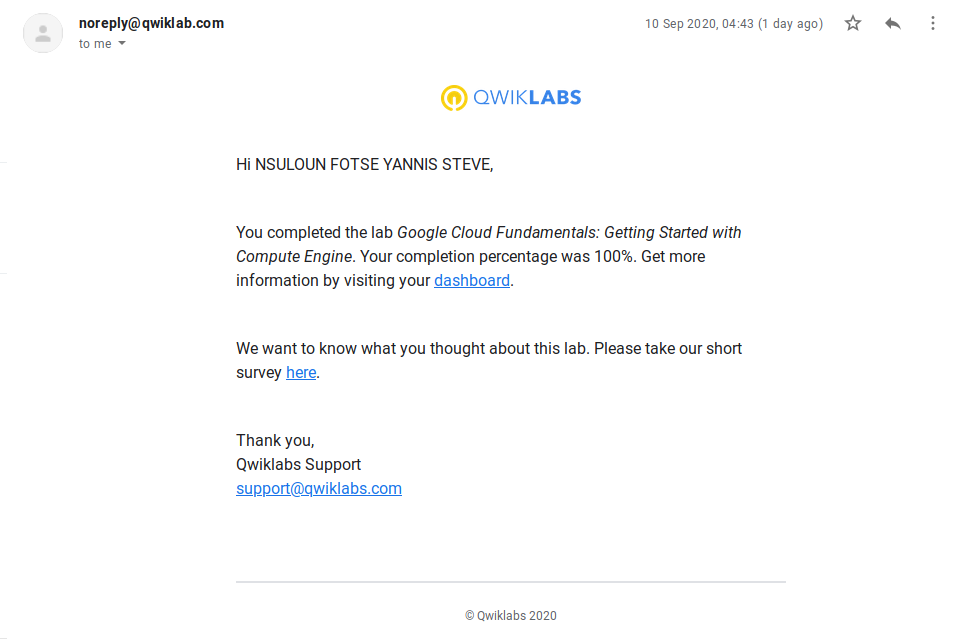 noreply@qwiklab.com
10 Sep 2020, 04:43 (1 day ago)
to me
QWIKLABS
Hi NSULOUN FOTSE YANNIS STEVE,
You completed the lab Google Cloud Fundamentals: Getting Started with
Compute Engine. Your completion percentage was 100%. Get more
information by visiting your dashboard.
We want to know what you thought about this lab. Please take our short
survey here.
Thank you,
Qwiklabs Support
support@qwiklabs.com
© Qwiklabs 2020